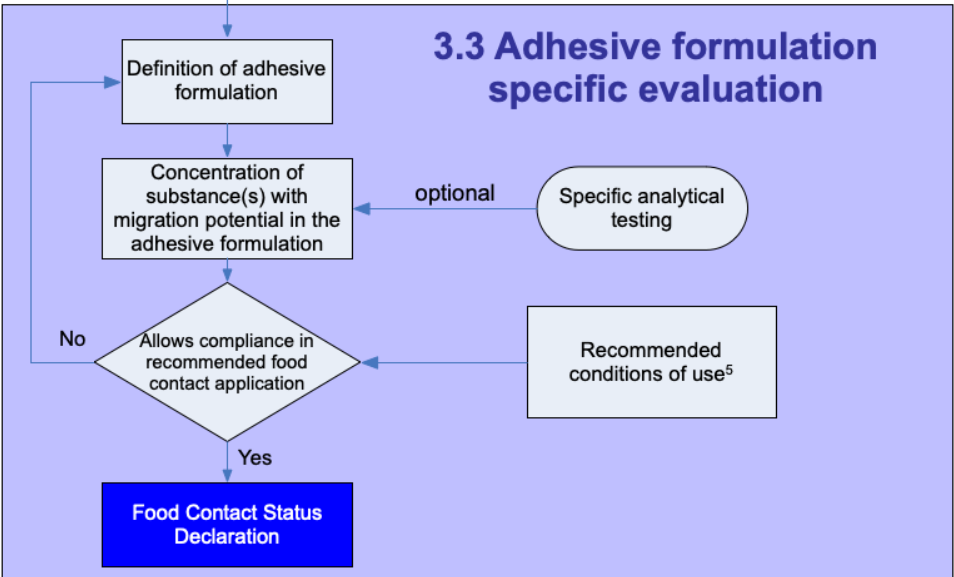 3.3 Adhesive formulation
specific evaluation
Definition of adhesive
formulation
Concentration of
substance(s) with
migration potential in the
adhesive formulation
optional
Specific analytical
testing
No
Allows compliance in
recommended food
contact application
Recommended
conditions of use⁵
Yes
Food Contact Status
Declaration